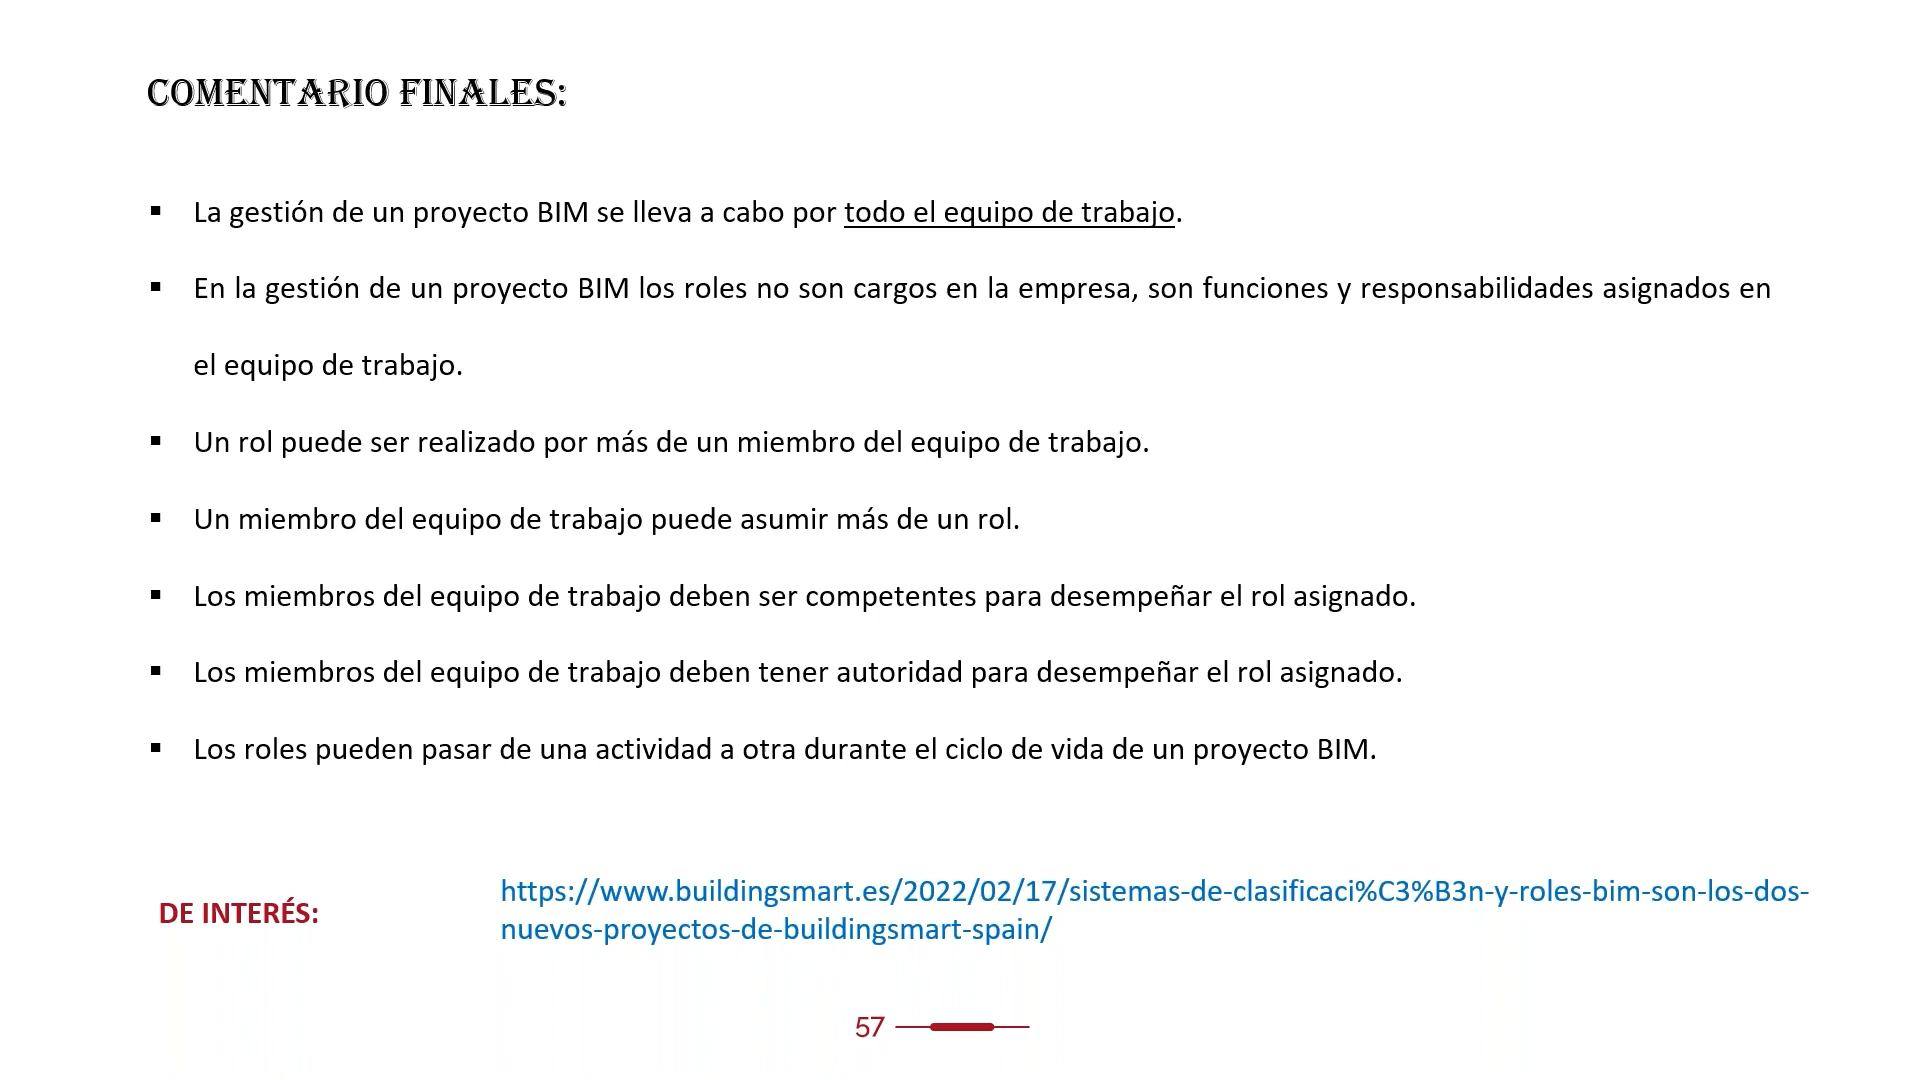 COMENTARIO FINALES:
▪ La gestión de un proyecto BIM se lleva a cabo por todo el equipo de trabajo.
▪ En la gestión de un proyecto BIM los roles no son cargos en la empresa, son funciones y responsabilidades asignados en
el equipo de trabajo.
▪ Un rol puede ser realizado por más de un miembro del equipo de trabajo.
▪ Un miembro del equipo de trabajo puede asumir más de un rol.
▪ Los miembros del equipo de trabajo deben ser competentes para desempeñar el rol asignado.
▪ Los miembros del equipo de trabajo deben tener autoridad para desempeñar el rol asignado.
▪ Los roles pueden pasar de una actividad a otra durante el ciclo de vida de un proyecto BIM.
DE INTERÉS:
https://www.buildingsmart.es/2022/02/17/sistemas-de-clasificaci%C3%B3n-y-roles-bim-son-los-dos-
nuevos-proyectos-de-buildingsmart-spain/
57